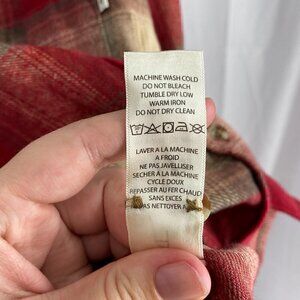 MACHINE WASH COLD
DO NOT BLEACH
TUMBLE DRY LOW
WARM IRON
DO NOT DRY CLEAN
LAVER A LA MACHINE
A FROID
NE PAS JAVELLISER
SECHER A LA MACHINE
CYCLE DOUX
REPASSER AU FER CHAUD
SANS EXCES
PAS NETTOYER